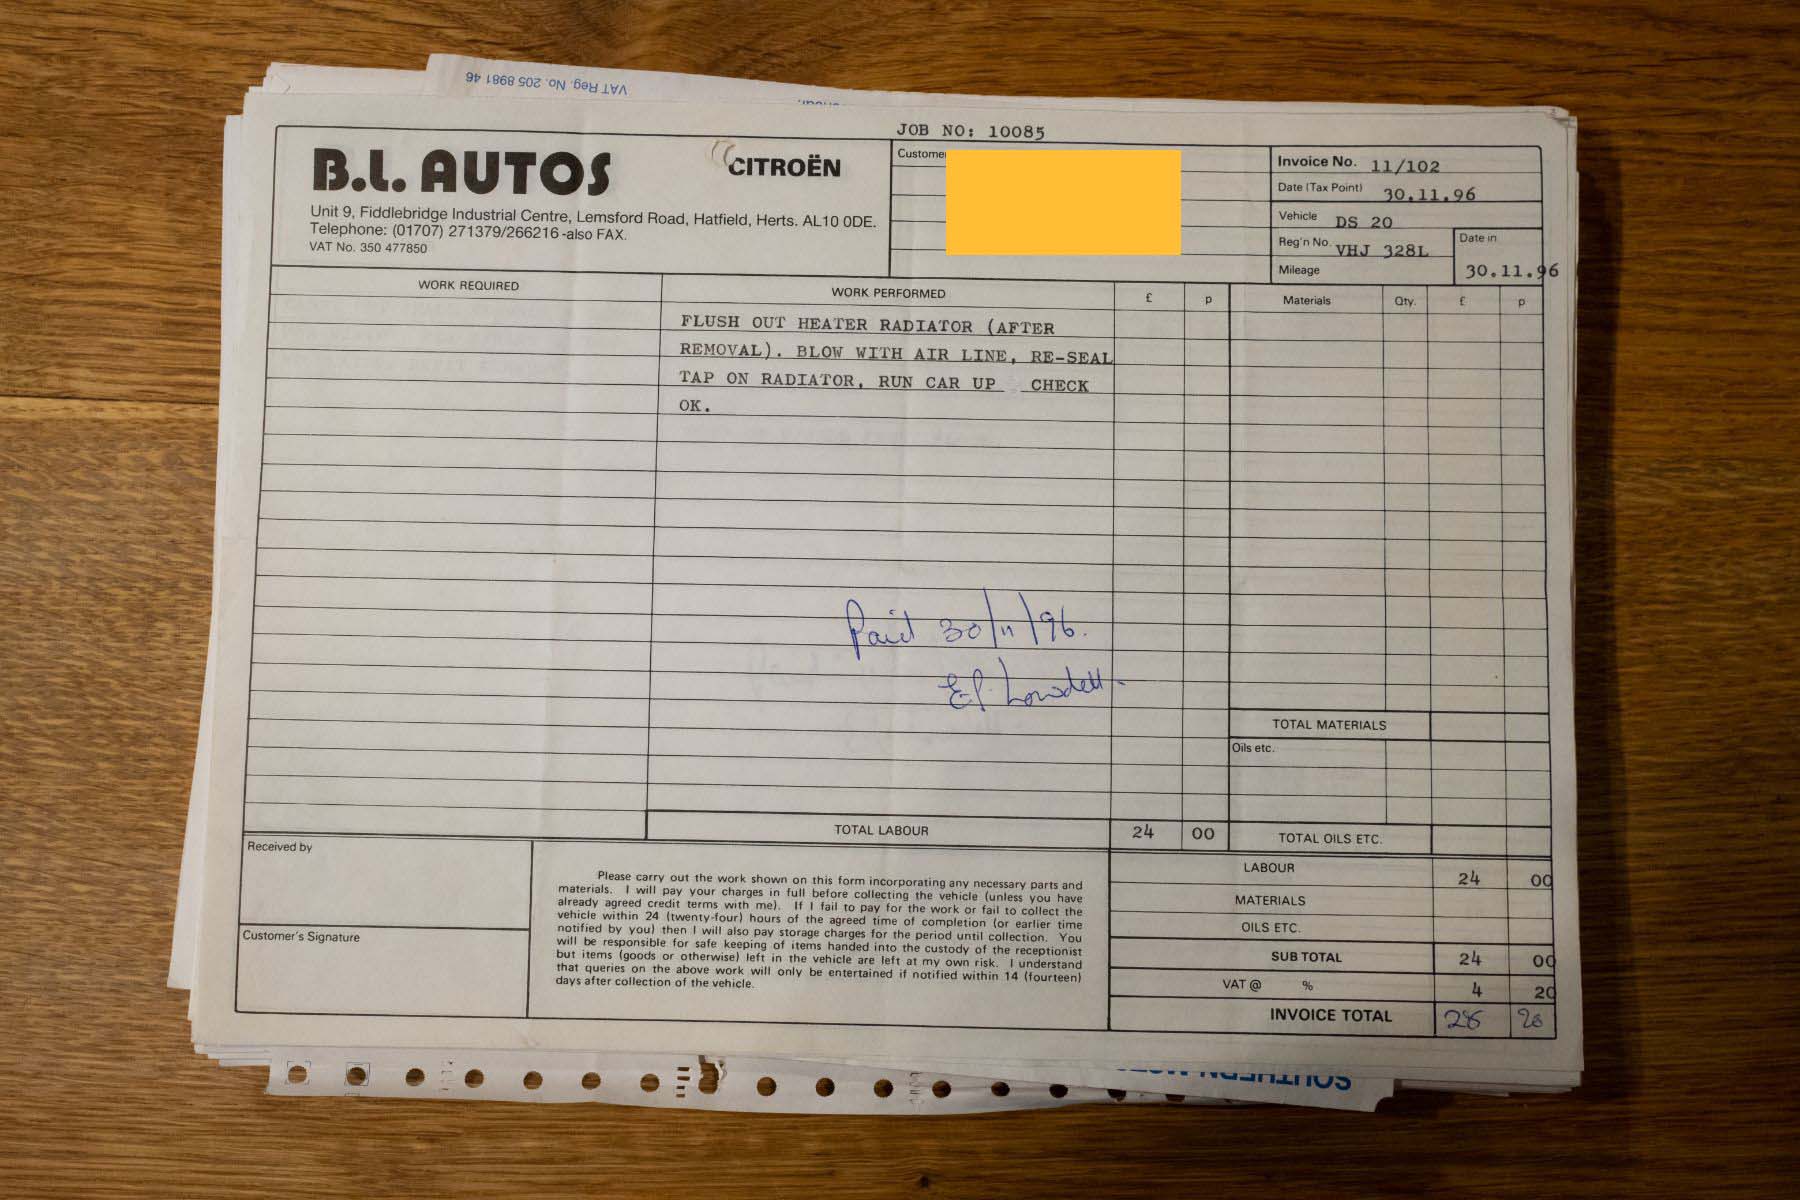 VAT Reg. No. 205 8981 46
JOB NO: 10085
B.L. AUTOS
CITROËN
Unit 9, Fiddlebridge Industrial Centre, Lemsford Road, Hatfield, Herts. AL10 0DE.
Telephone: (01707) 271379/266216 -also FAX.
VAT No. 350 477850
Invoice No. 11/102
Date (Tax Point) 30.11.96
Vehicle DS 20
Reg'n No. VHJ 328L
Date in
30.11.96
Mileage
WORK REQUIRED
WORK PERFORMED £ p
Materials Qty. £ p
FLUSH OUT HEATER RADIATOR (AFTER
REMOVAL). BLOW WITH AIR LINE, RE-SEAL
TAP ON RADIATOR, RUN CAR UP CHECK
OK.
Paid 30/11/96.
TOTAL MATERIALS
Oils etc.
TOTAL LABOUR 24 00
TOTAL OILS ETC.
Received by
Customer's Signature
Please carry out the work shown on this form incorporating any necessary parts and
materials. I will pay your charges in full before collecting the vehicle (unless you have
already agreed credit terms with me). If I fail to pay for the work or fail to collect the
vehicle within 24 (twenty-four) hours of the agreed time of completion (or earlier time
notified by you) then I will also pay storage charges for the period until collection. You
will be responsible for safe keeping of items handed into the custody of the receptionist
but items (goods or otherwise) left in the vehicle are left at my own risk. I understand
that queries on the above work will only be entertained if notified within 14 (fourteen)
days after collection of the vehicle.
LABOUR 24 00
MATERIALS
OILS ETC.
SUB TOTAL 24 00
VAT @ % 4 20
INVOICE TOTAL 28 20
SOUTHERN